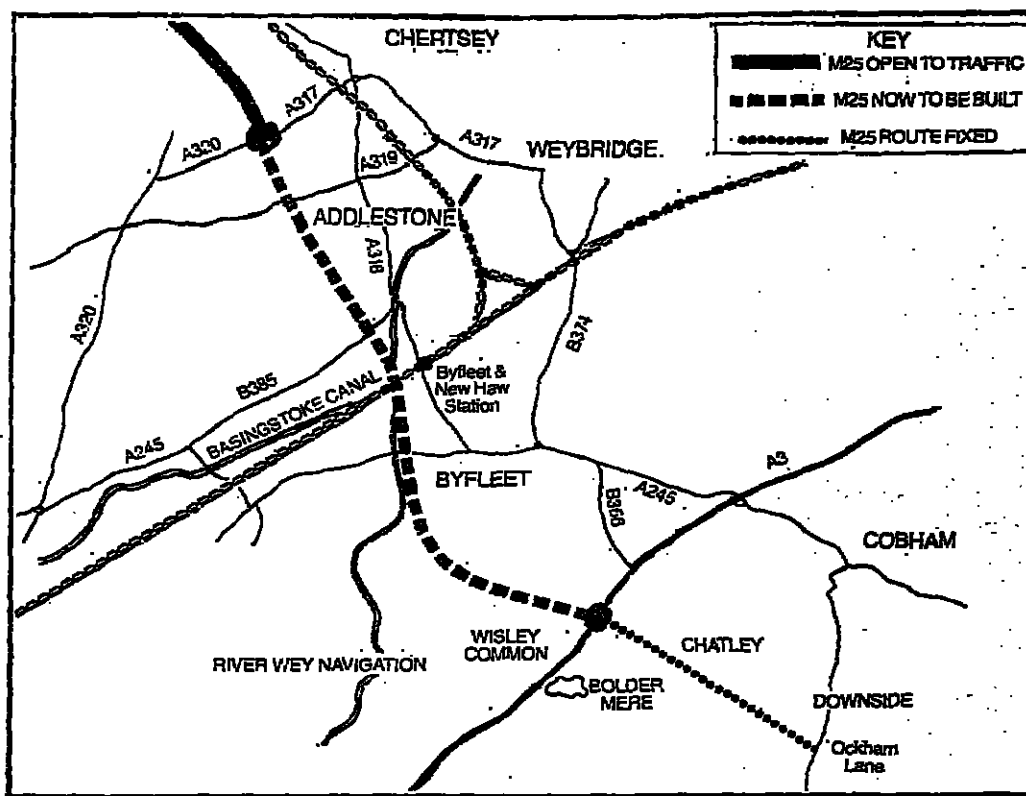 CHERTSEY
KEY
M25 OPEN TO TRAFFIC
M25 NOW TO BE BUILT
M25 ROUTE FIXED
A317
A320
A319
A317
WEYBRIDGE.
ADDLESTONE
A318
A320
B374
B385
BASINGSTOKE CANAL
Byfleet &
New Haw
Station
A245
BYFLEET
A3
A245
B366
COBHAM
WISLEY
COMMON
CHATLEY
RIVER WEY NAVIGATION
BOLDER
MERE
DOWNSIDE
Ockham
Lane